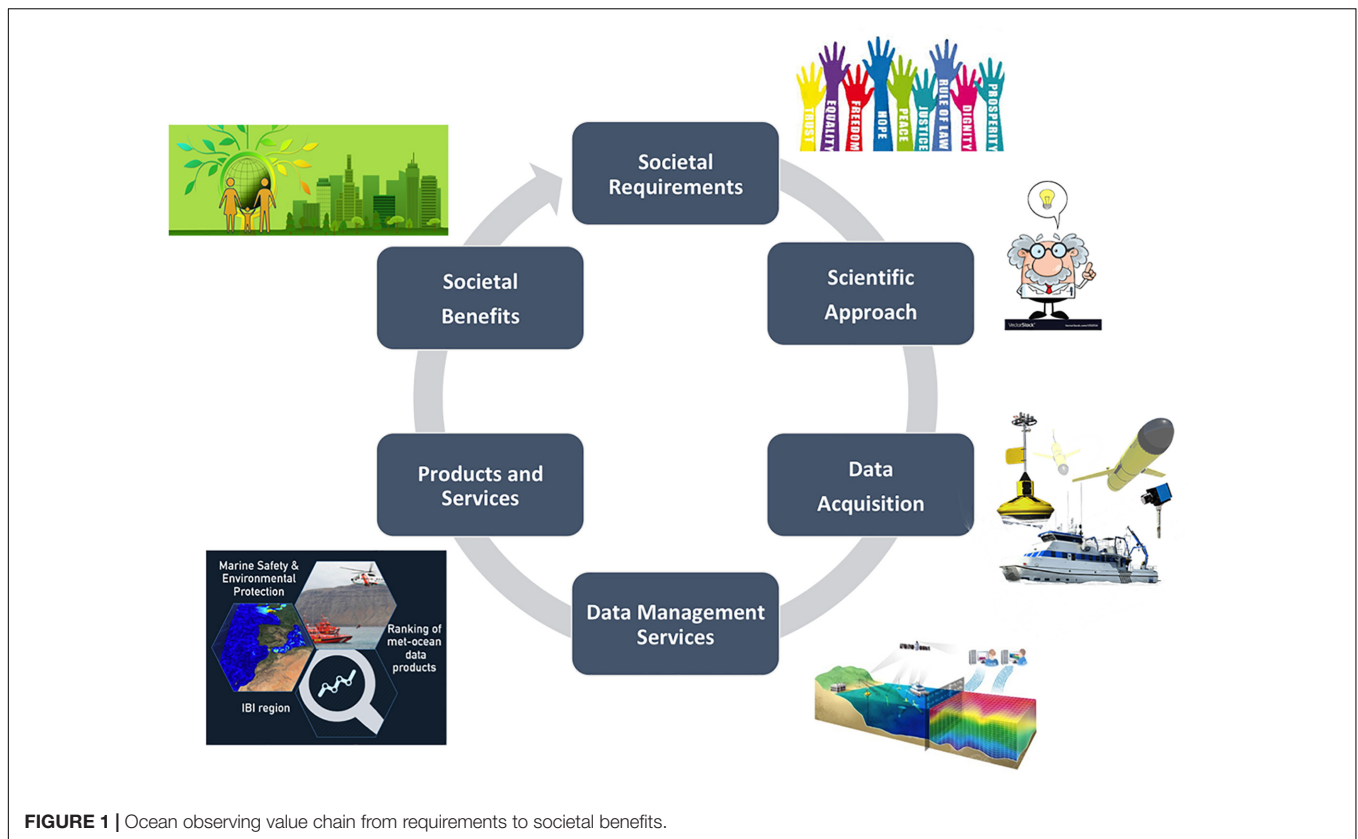 TRUST
EQUALITY
FREEDOM
HOPE
PEACE
JUSTICE
RULE OF LAW
DIGNITY
PROSPERITY
Societal
Requirements
Scientific
Approach
VectorStock
Data
Acquisition
Data Management
Services
Products and
Services
Marine Safety &
Environmental
Protection
Ranking of
met-ocean
data
products
IBI region
Societal
Benefits
FIGURE 1 | Ocean observing value chain from requirements to societal benefits.